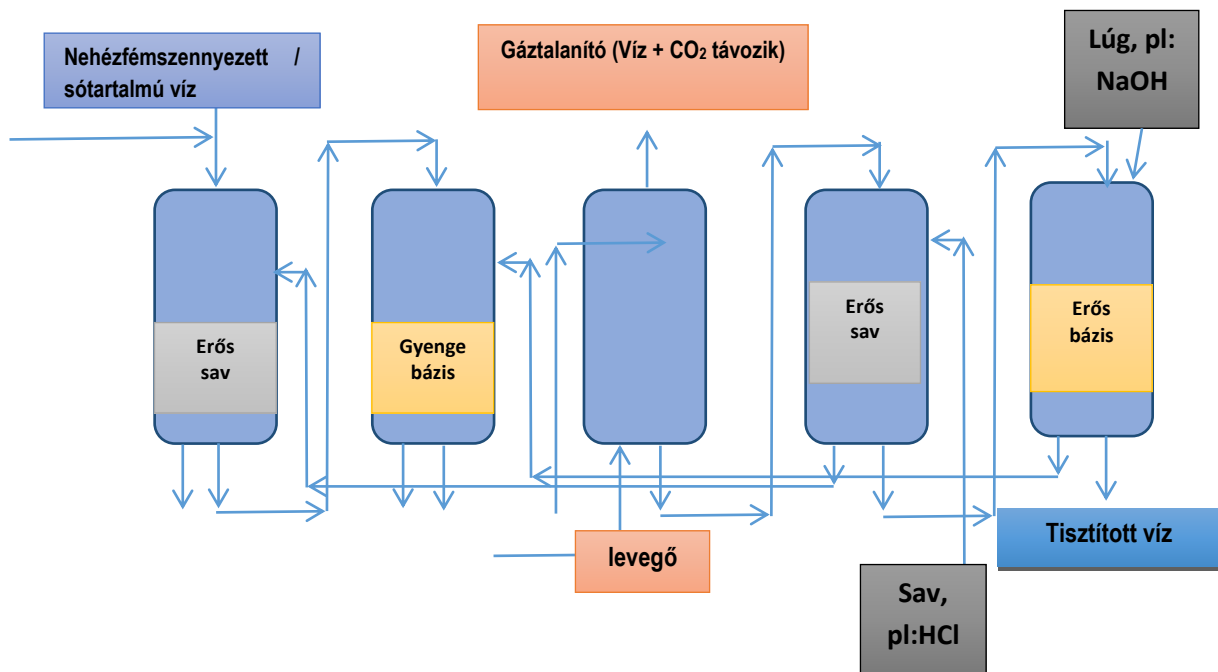 Nehézfémszennyezett /
sótartalmú víz
Gáztalanító (Víz + CO₂ távozik)
Lúg, pl:
NaOH
Erős
sav
Gyenge
bázis
Erős
sav
Erős
bázis
levegő
Tisztított víz
Sav,
pl:HCl